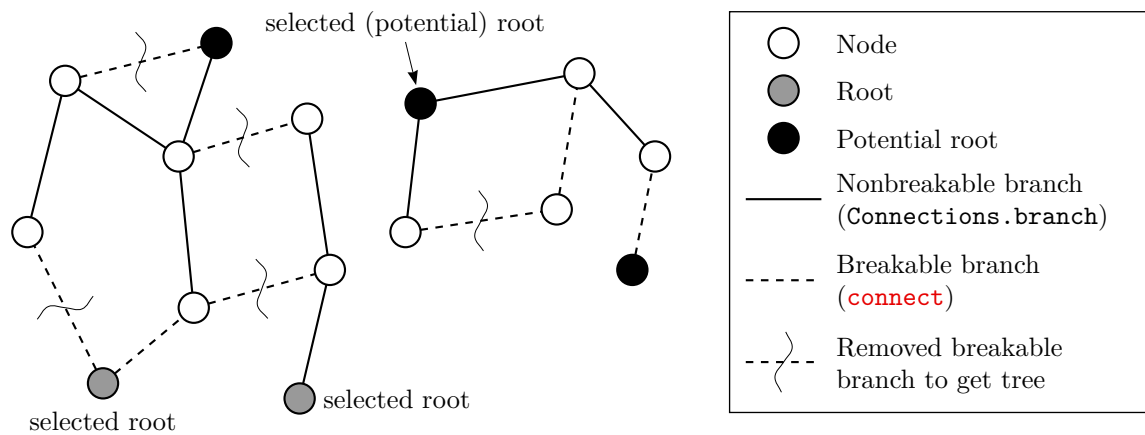 selected (potential) root
selected root
selected root
Node
Root
Potential root
Nonbreakable branch
(Connections.branch)
Breakable branch
(connect)
Removed breakable
branch to get tree